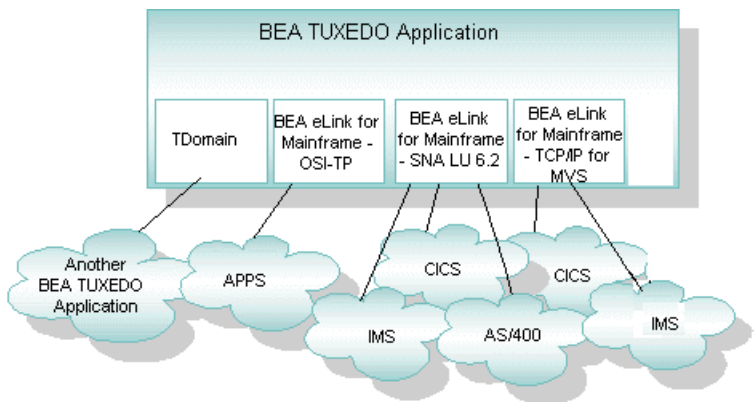 BEA TUXEDO Application
TDomain
BEA eLink for
Mainframe -
OSI-TP
BEA eLink
for Mainframe
- SNA LU 6.2
BEA eLink
for Mainframe
- TCP/IP for
MVS
Another
BEA TUXEDO
Application
APPS
CICS
CICS
IMS
AS/400
IMS